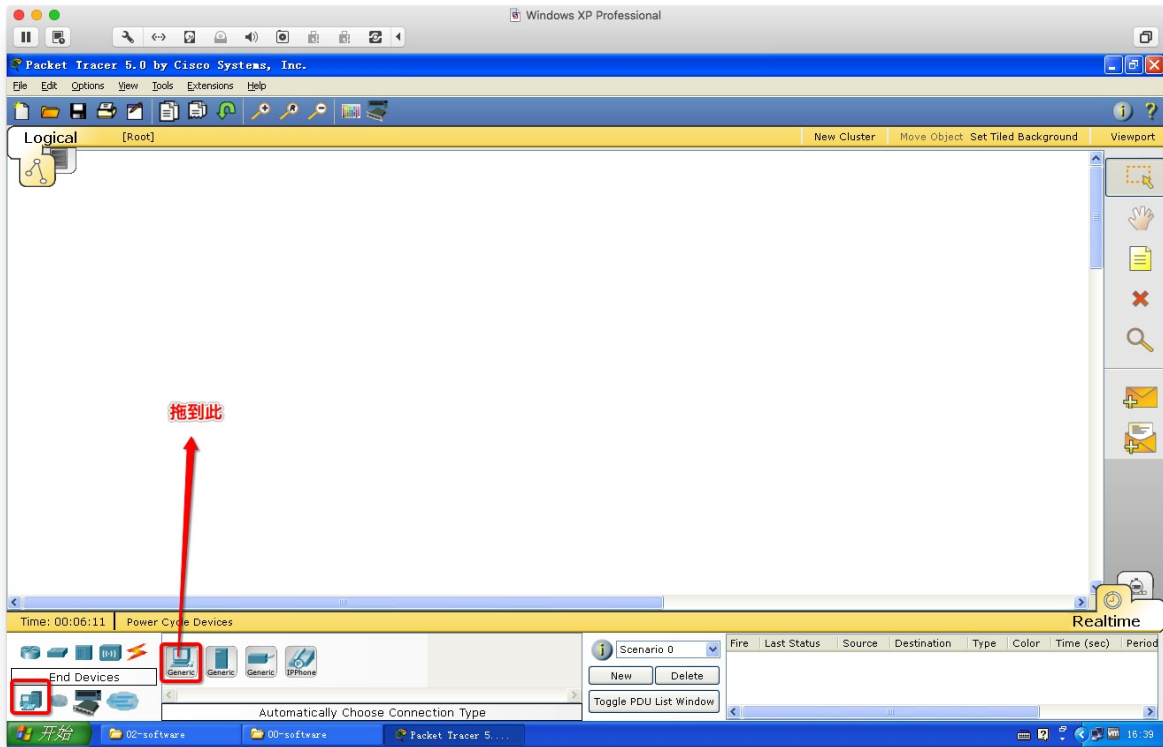 Windows XP Professional
Packet Tracer 5.0 by Cisco Systems, Inc.
File Edit Options View Tools Extensions Help
Logical [Root] New Cluster Move Object Set Tiled Background Viewport
拖到此
Time: 00:06:11 Power Cycle Devices Realtime
End Devices
Generic Generic Generic IPPhone
Automatically Choose Connection Type
Scenario 0
New Delete
Toggle PDU List Window
Fire Last Status Source Destination Type Color Time (sec) Period
开始 02-software 00-software Packet Tracer 5.... 16:39